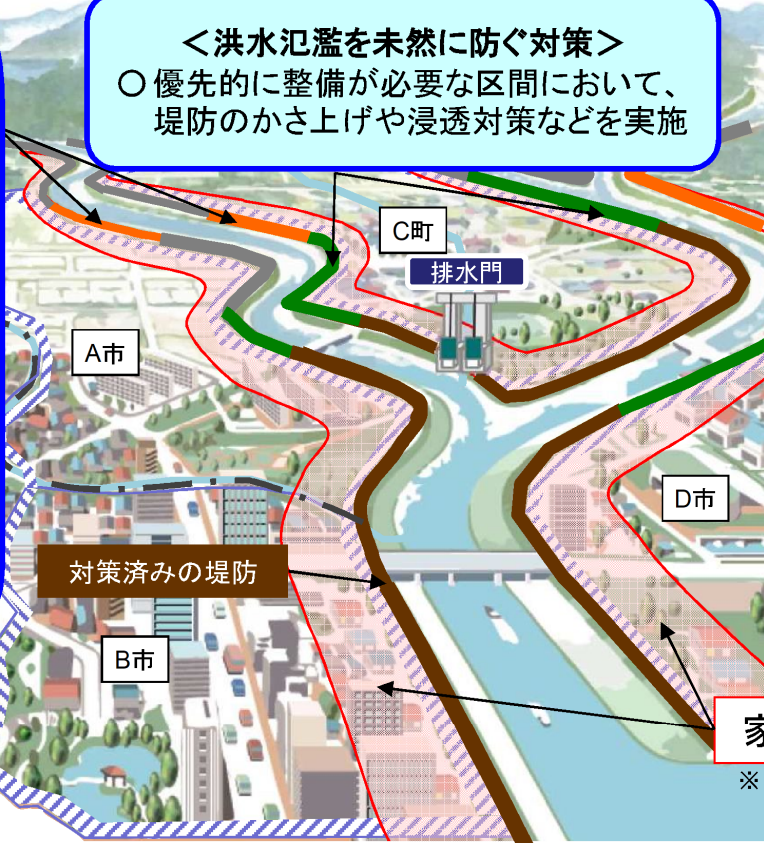 ＜洪水氾濫を未然に防ぐ対策＞
○優先的に整備が必要な区間において、
堤防のかさ上げや浸透対策などを実施
C町
排水門
A市
D市
対策済みの堤防
B市
家
※